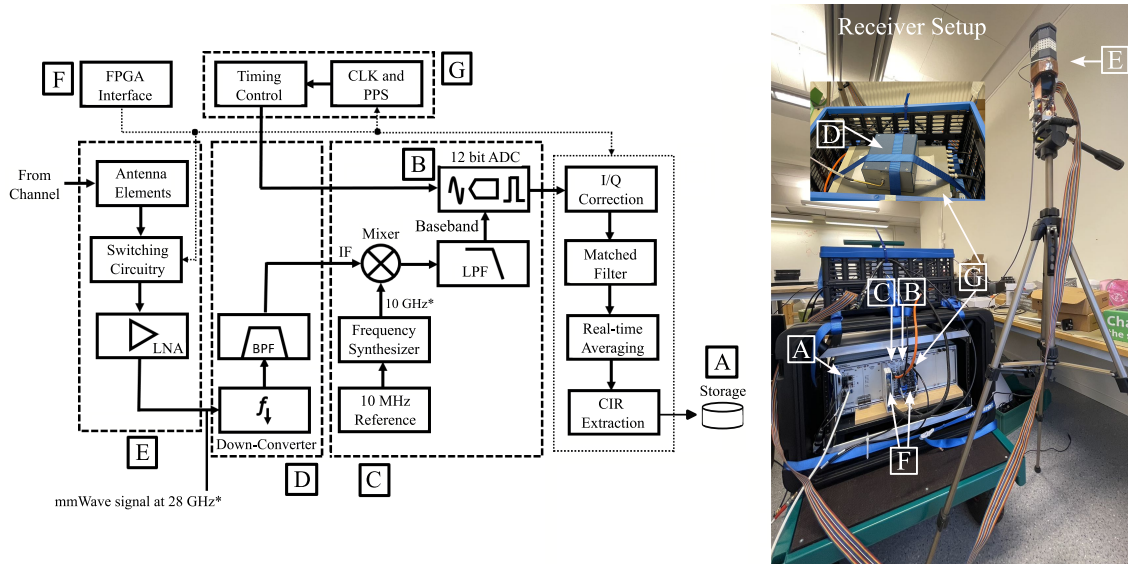 F
FPGA
Interface
Timing
Control
CLK and
PPS
G
From
Channel
Antenna
Elements
Switching
Circuitry
LNA
E
mmWave signal at 28 GHz*
BPF
f
Down-Converter
D
IF
Mixer
10 GHz*
Frequency
Synthesizer
10 MHz
Reference
C
B
12 bit ADC
Baseband
LPF
I/Q
Correction
Matched
Filter
Real-time
Averaging
CIR
Extraction
A
Storage
Receiver Setup
E
D
G
C
B
A
F
Cha
the s